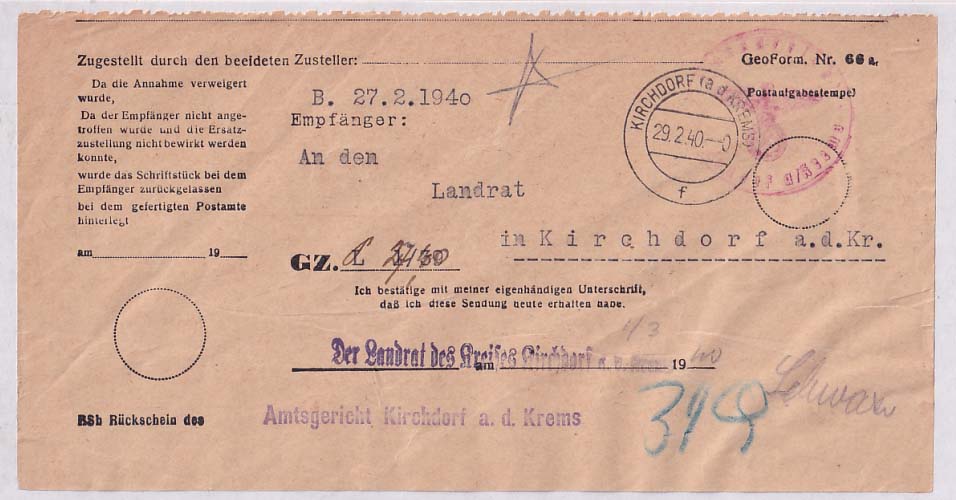 Zugestellt durch den beeideten Zusteller:
GeoForm. Nr. 66 a.
Da die Annahme verweigert
wurde,
Da der Empfänger nicht ange-
troffen wurde und die Ersatz-
zustellung nicht bewirkt werden
konnte,
wurde das Schriftstück bei dem
Empfänger zurückgelassen
bei dem gefertigten Postamte
hinterlegt
am 19
B. 27.2.1940
Empfänger:
An den
Landrat
in Kirchdorf a.d.Kr.
KIRCHDORF (a.d. KREMS)
29.2.40.--0
f
Postaufgabestempel
GZ.
Ich bestätige mit meiner eigenhändigen Unterschrift,
daß ich diese Sendung heute erhalten habe.
1/3
Der Landrat des Kreises Kirchdorf a. d. Krems
am 19 40
RSb Rückschein des
Amtsgericht Kirchdorf a. d. Krems